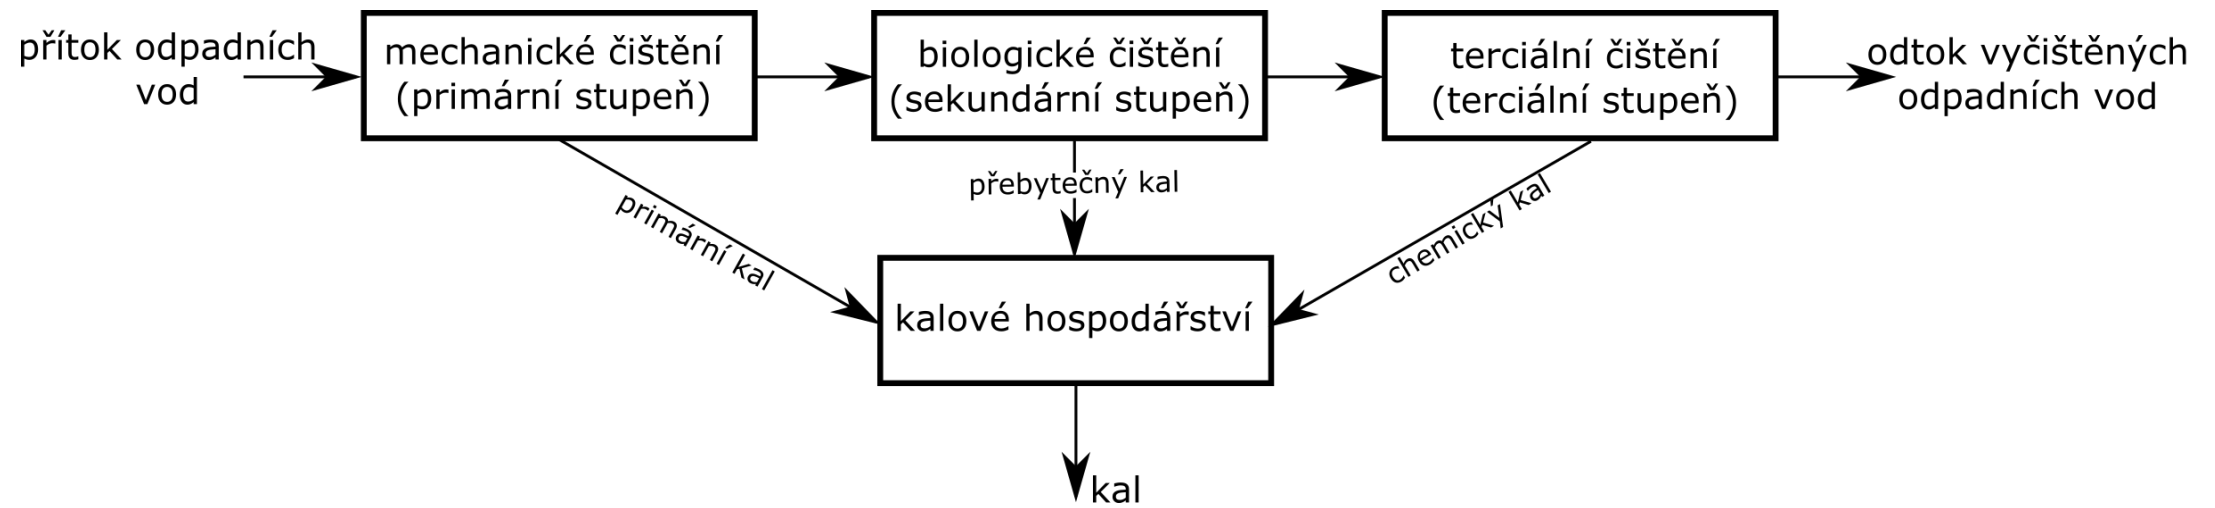 přítok odpadních
vod
mechanické čištění
(primární stupeň)
biologické čištění
(sekundární stupeň)
terciální čištění
(terciální stupeň)
odtok vyčištěných
odpadních vod
primární kal
přebytečný kal
chemický kal
kalové hospodářství
kal